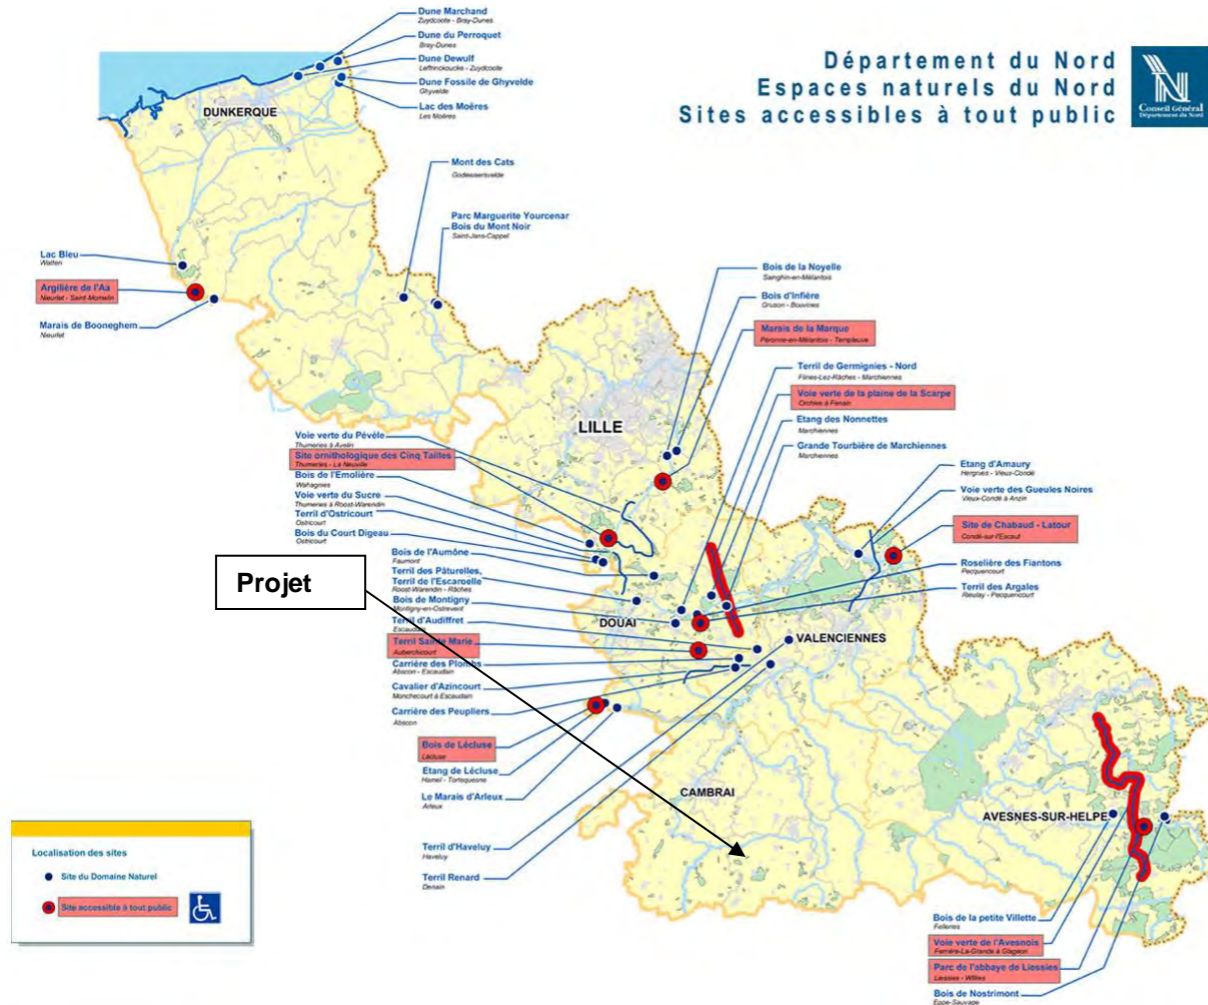 Département du Nord
Espaces naturels du Nord
Sites accessibles à tout public
Conseil Général
Département du Nord
Dune Marchand
Zuydcoote - Bray-Dunes
Dune du Perroquet
Bray-Dunes
Dune Dewulf
Leffrinckoucke - Zuydcoote
Dune Fossile de Ghyvelde
Ghyvelde
Lac des Moëres
Les Moëres
DUNKERQUE
Mont des Cats
Godewaersvelde
Parc Marguerite Yourcenar
Bois du Mont Noir
Saint-Jans-Cappel
Lac Bleu
Watten
Argilière de l'Aa
Nieurlet - Saint-Momelin
Marais de Booneghem
Nieurlet
Bois de la Noyelle
Sainghin-en-Mélantois
Bois d'Infière
Gruson - Bouvines
Marais de la Marque
Péronne-en-Mélantois - Templeuve
Terril de Germignies - Nord
Flines-Lez-Râches - Marchiennes
Voie verte de la plaine de la Scarpe
Orchies à Fenain
Etang des Nonnettes
Marchiennes
Grande Tourbière de Marchiennes
Marchiennes
LILLE
Voie verte du Pévèle
Thumeries à Avelin
Site ornithologique des Cinq Tailles
Thumeries - La Neuville
Bois de l'Emolière
Wahagnies
Voie verte du Sucre
Thumeries à Roost-Warendin
Terril d'Ostricourt
Ostricourt
Bois du Court Digeau
Ostricourt
Etang d'Amaury
Hergnies - Vieux-Condé
Voie verte des Gueules Noires
Vieux-Condé à Anzin
Site de Chabaud - Latour
Condé-sur-l'Escaut
Roselière des Fiantons
Pecquencourt
Terril des Argales
Rieulay - Pecquencourt
Projet
Bois de l'Aumône
Faumont
Terril des Pâturelles,
Terril de l'Escarpelle
Roost-Warendin - Râches
Bois de Montigny
Montigny-en-Ostrevent
Terril d'Audiffret
Escaudain
Terril Sainte Marie
Auberchicourt
Carrière des Plombs
Abscon - Escaudain
Cavalier d'Azincourt
Monchecourt à Escaudain
Carrière des Peupliers
Abscon
Bois de Lécluse
Lécluse
Etang de Lécluse
Hamel - Tortequesne
Le Marais d'Arleux
Arleux
DOUAI
VALENCIENNES
CAMBRAI
AVESNES-SUR-HELPE
Terril d'Haveluy
Haveluy
Terril Renard
Denain
Bois de la petite Villette
Felleries
Voie verte de l'Avesnois
Ferrière-La-Grande à Glageon
Parc de l'abbaye de Liessies
Liessies - Willies
Bois de Nostrimont
Eppe-Sauvage
Localisation des sites
Site du Domaine Naturel
Site accessible à tout public